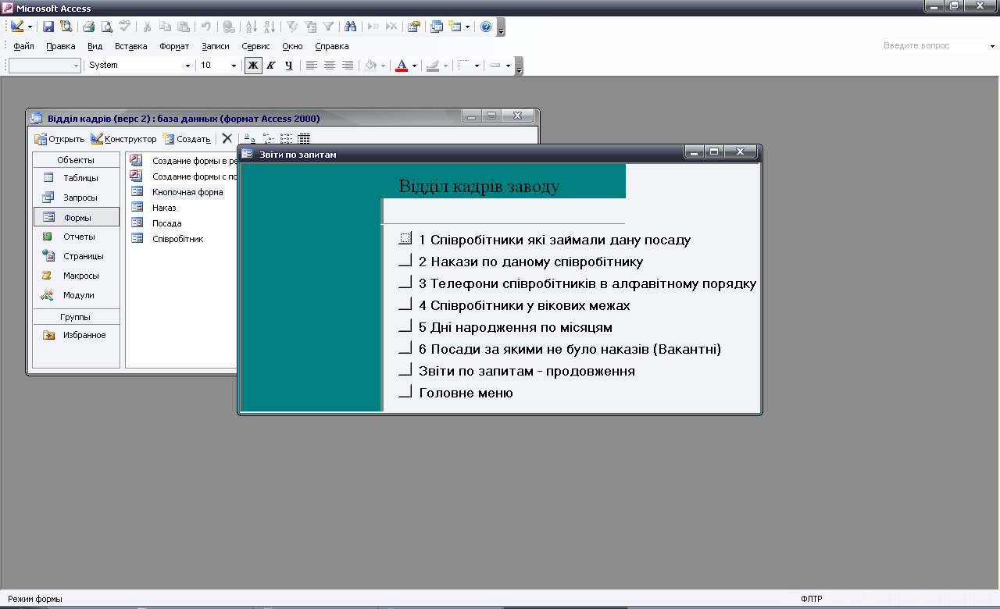 Microsoft Access
Файл Правка Вид Вставка Формат Записи Сервис Окно Справка
Введите вопрос
System 10 Ж К Ч
Відділ кадрів (верс 2) : база данных (формат Access 2000)
Открыть Конструктор Создать
Объекты
Таблицы
Запросы
Формы
Отчеты
Страницы
Макросы
Модули
Группы
Избранное
Создание формы в ре
Создание формы с по
Кнопочная форма
Наказ
Посада
Співробітник
Звіти по запитам
Відділ кадрів заводу
1 Співробітники які займали дану посаду
2 Накази по даному співробітнику
3 Телефони співробітників в алфавітному порядку
4 Співробітники у вікових межах
5 Дні народження по місяцям
6 Посади за якими не було наказів (Вакантні)
Звіти по запитам - продовження
Головне меню
Режим формы
ФЛТР